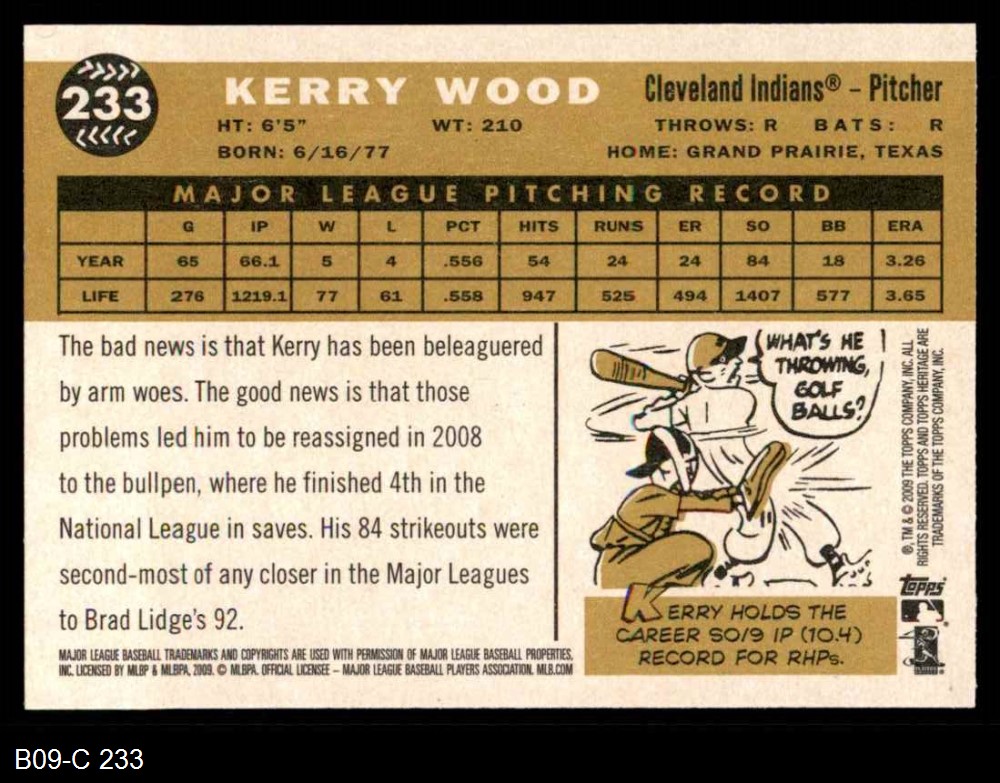 233
KERRY WOOD
Cleveland Indians® – Pitcher
HT: 6'5" WT: 210 THROWS: R BATS: R
BORN: 6/16/77 HOME: GRAND PRAIRIE, TEXAS
MAJOR LEAGUE PITCHING RECORD
G IP W L PCT HITS RUNS ER SO BB ERA
YEAR 65 66.1 5 4 .556 54 24 24 84 18 3.26
LIFE 276 1219.1 77 61 .558 947 525 494 1407 577 3.65
The bad news is that Kerry has been beleaguered
by arm woes. The good news is that those
problems led him to be reassigned in 2008
to the bullpen, where he finished 4th in the
National League in saves. His 84 strikeouts were
second-most of any closer in the Major Leagues
to Brad Lidge's 92.
WHAT'S HE
THROWING,
GOLF
BALLS?
KERRY HOLDS THE
CAREER SO/9 IP (10.4)
RECORD FOR RHPs.
®, TM & © 2009 THE TOPPS COMPANY, INC. ALL
RIGHTS RESERVED. TOPPS AND TOPPS HERITAGE ARE
TRADEMARKS OF THE TOPPS COMPANY, INC.
topps
MAJOR LEAGUE BASEBALL TRADEMARKS AND COPYRIGHTS ARE USED WITH PERMISSION OF MAJOR LEAGUE BASEBALL PROPERTIES,
INC. LICENSED BY MLBP & MLBPA, 2009. © MLBPA. OFFICIAL LICENSEE – MAJOR LEAGUE BASEBALL PLAYERS ASSOCIATION. MLB.COM
B09-C 233